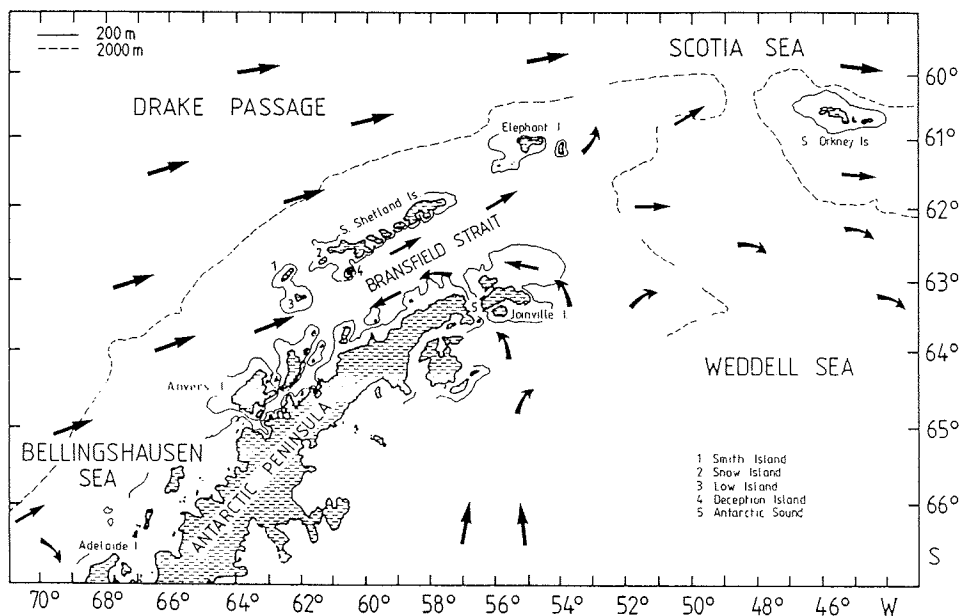 200 m
2000 m
SCOTIA SEA
DRAKE PASSAGE
60°
Elephant I
S Orkney Is
61°
S. Shetland Is
62°
BRANSFIELD STRAIT
1
2
4
3
63°
5
Joinville I
64°
WEDDELL SEA
Anvers I
65°
BELLINGSHAUSEN
SEA
ANTARCTIC PENINSULA
1 Smith Island
2 Snow Island
3 Low Island
4 Deception Island
5 Antarctic Sound
66°
Adelaide I
S
70° 68° 66° 64° 62° 60° 58° 56° 54° 52° 50° 49° 48° 46° W